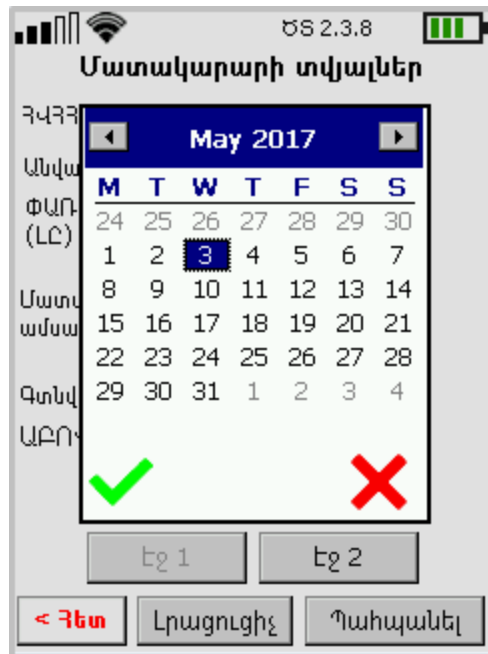 ԾՏ 2.3.8
Մատակարարի տվյալներ
ՀՎՀՀ
May 2017
M T W T F S S
24 25 26 27 28 29 30
1 2 3 4 5 6 7
8 9 10 11 12 13 14
15 16 17 18 19 20 21
22 23 24 25 26 27 28
29 30 31 1 2 3 4
(ԼԸ)
Էջ 1 Էջ 2
< Հետ Լրացուցիչ Պահպանել